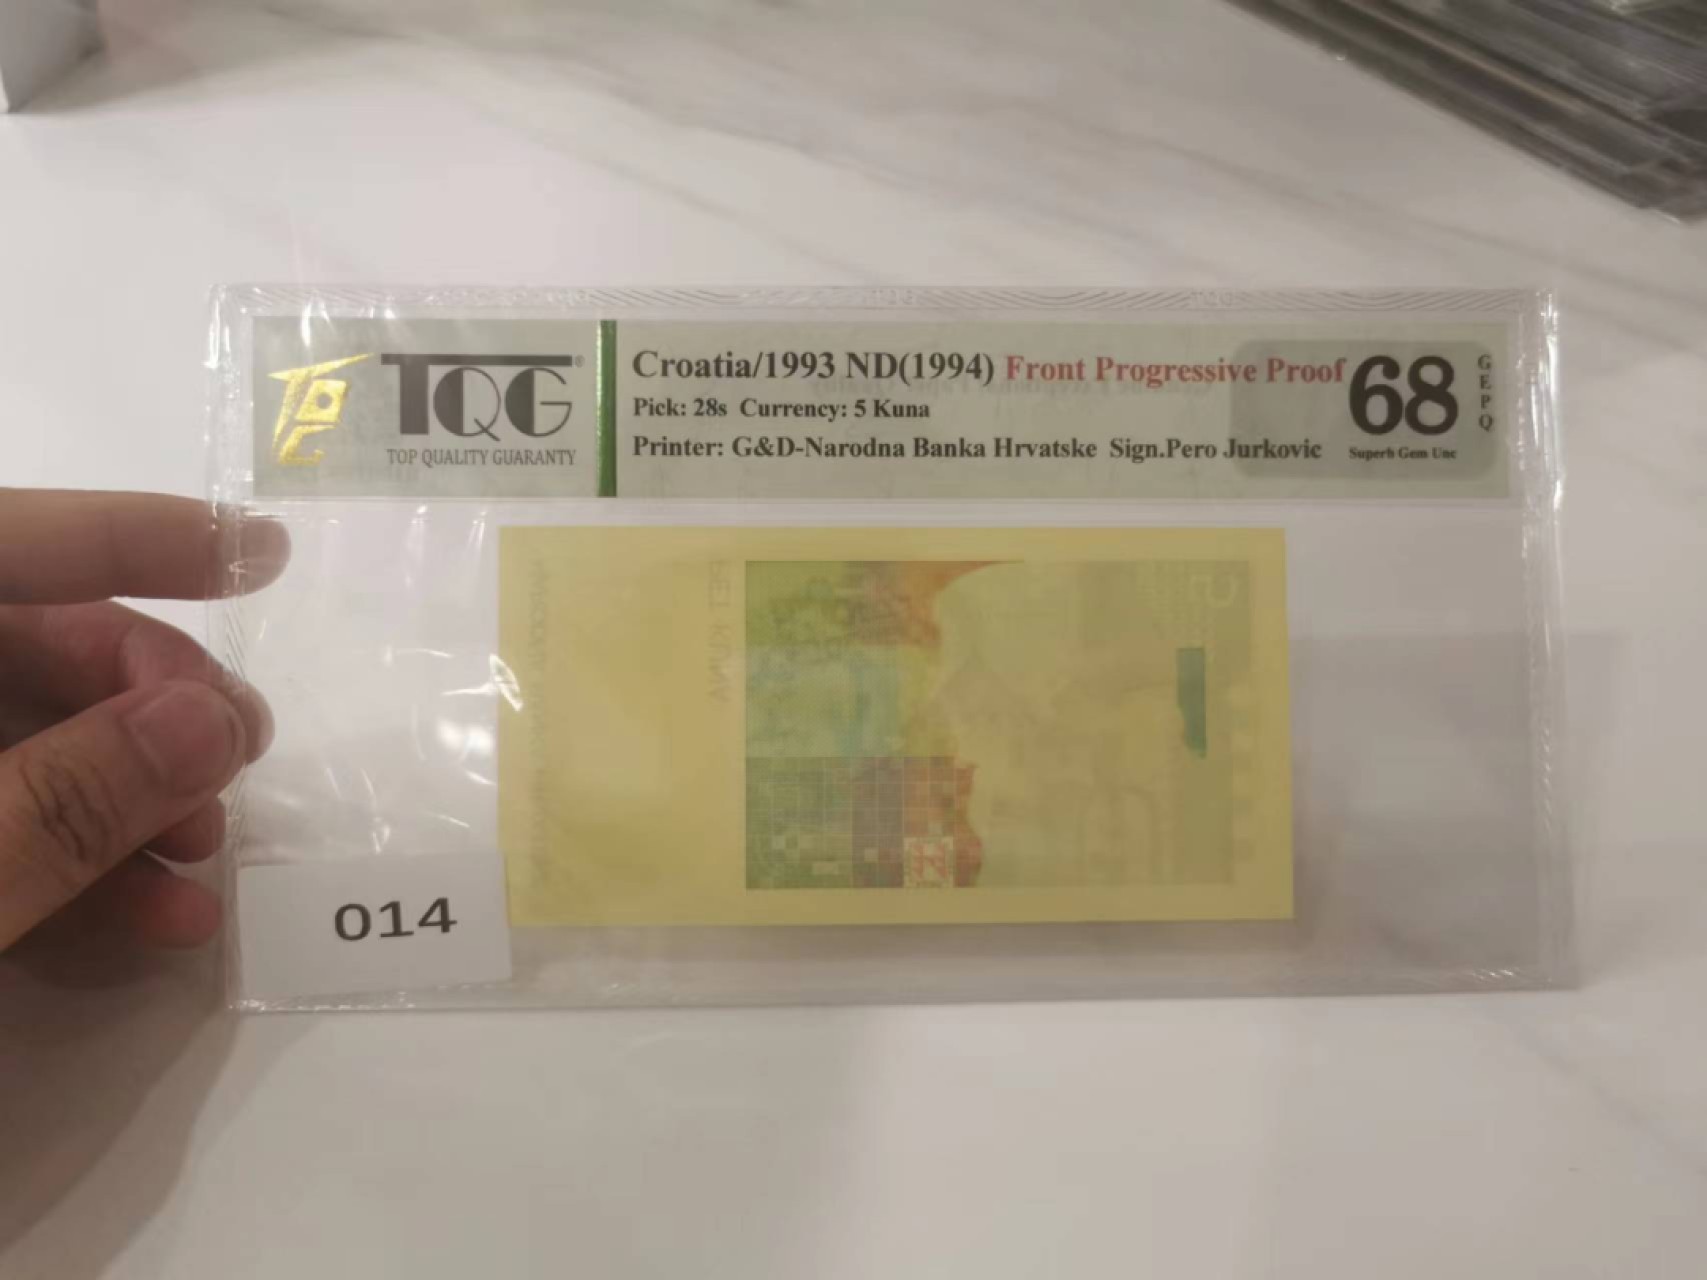 TQG®
TOP QUALITY GUARANTY
Croatia/1993 ND(1994) Front Progressive Proof
Pick: 28s Currency: 5 Kuna
Printer: G&D-Narodna Banka Hrvatske Sign.Pero Jurkovic
68
Superb Gem Unc
GEPQ
PET KUNA
5
014